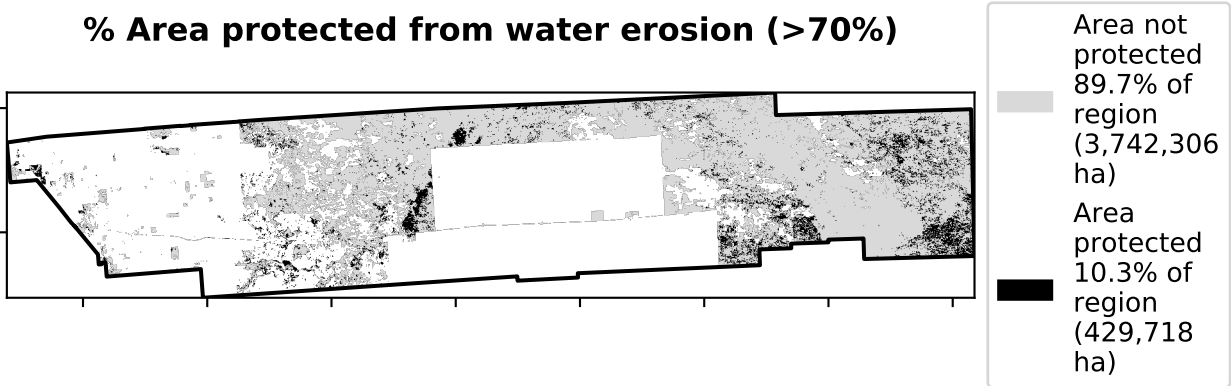 % Area protected from water erosion (>70%)
Area not
protected
89.7% of
region
(3,742,306
ha)
Area
protected
10.3% of
region
(429,718
ha)